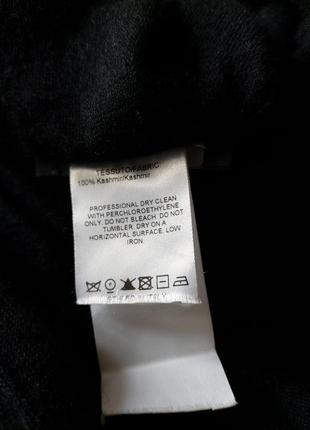 TESSUTO/FABRIC
100% Kashmir/Kashmir
PROFESSIONAL DRY CLEAN
WITH PERCHLOROETHYLENE
ONLY. DO NOT BLEACH. DO NOT
TUMBLER. DRY ON A
HORIZONTAL SURFACE. LOW
IRON.